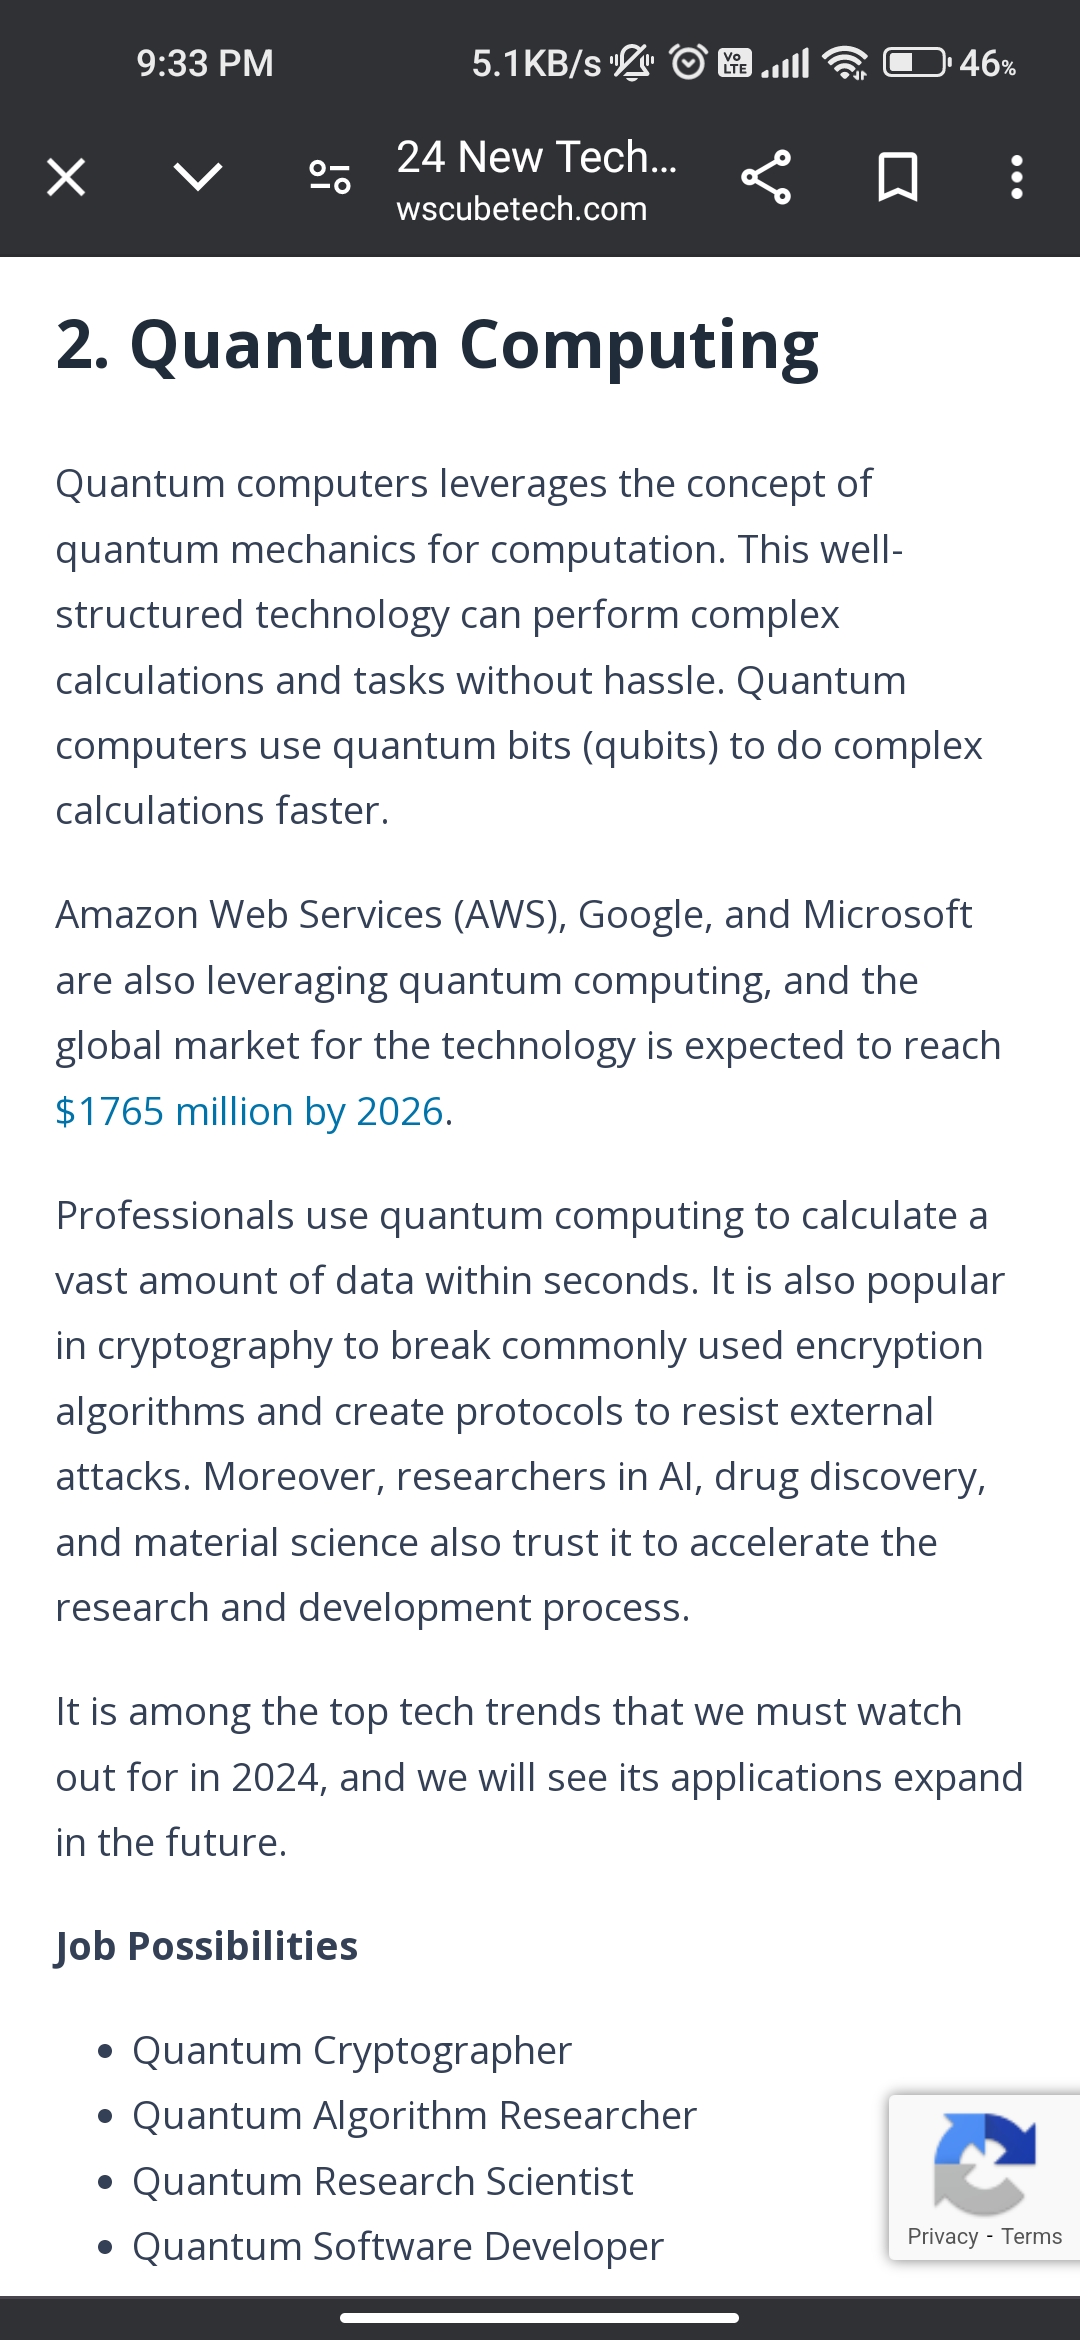 9:33 PM
5.1KB/s
Vo LTE
46%
24 New Tech...
wscubetech.com
2. Quantum Computing
Quantum computers leverages the concept of
quantum mechanics for computation. This well-
structured technology can perform complex
calculations and tasks without hassle. Quantum
computers use quantum bits (qubits) to do complex
calculations faster.
Amazon Web Services (AWS), Google, and Microsoft
are also leveraging quantum computing, and the
global market for the technology is expected to reach
$1765 million by 2026.
Professionals use quantum computing to calculate a
vast amount of data within seconds. It is also popular
in cryptography to break commonly used encryption
algorithms and create protocols to resist external
attacks. Moreover, researchers in AI, drug discovery,
and material science also trust it to accelerate the
research and development process.
It is among the top tech trends that we must watch
out for in 2024, and we will see its applications expand
in the future.
Job Possibilities
• Quantum Cryptographer
• Quantum Algorithm Researcher
• Quantum Research Scientist
• Quantum Software Developer
Privacy - Terms